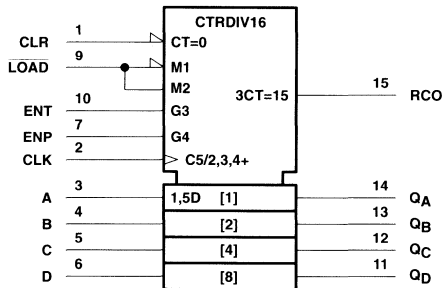 CTRDIV16
CLR 1 CT=0
LOAD 9 M1
M2
3CT=15 15 RCO
ENT 10 G3
ENP 7 G4
CLK 2 C5/2,3,4+
A 3 1,5D [1] 14 QA
B 4 [2] 13 QB
C 5 [4] 12 QC
D 6 [8] 11 QD